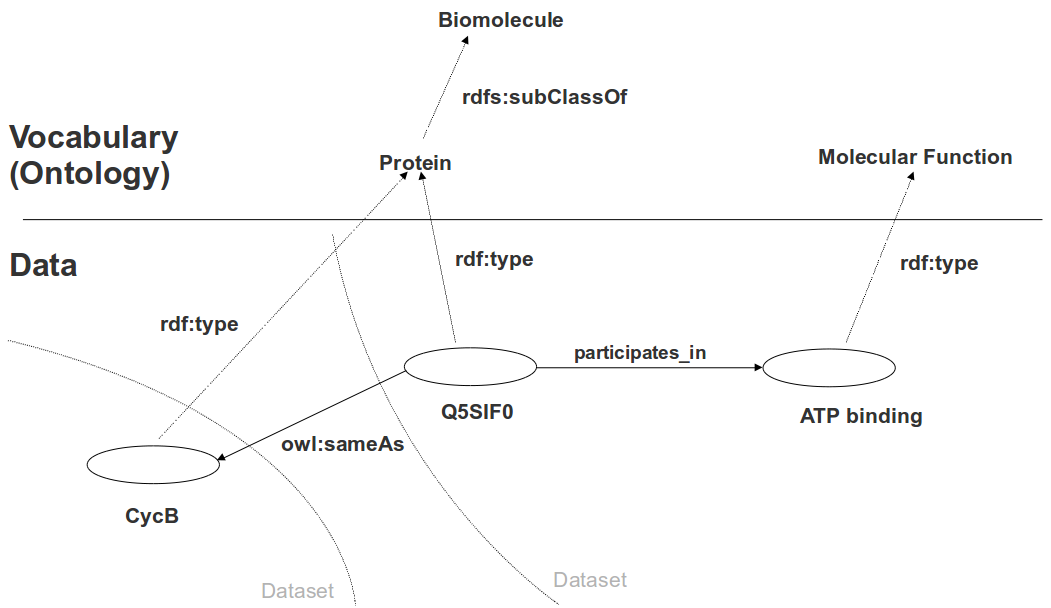 Biomolecule
rdfs:subClassOf
Vocabulary
(Ontology)
Protein
Molecular Function
Data
rdf:type
rdf:type
rdf:type
participates_in
Q5SIF0
ATP binding
owl:sameAs
CycB
Dataset
Dataset